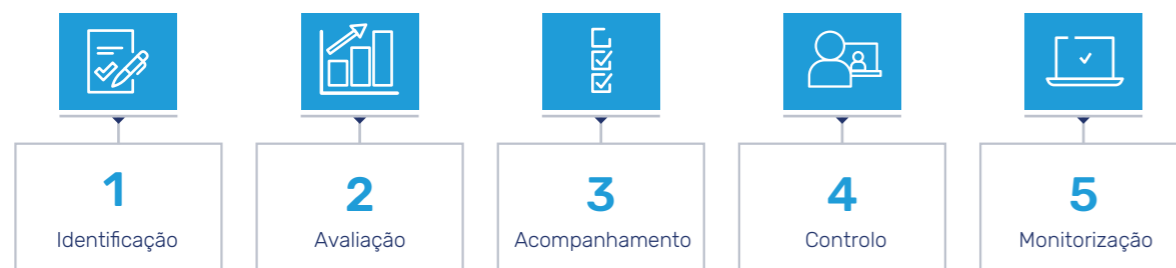 1
Identificação
2
Avaliação
3
Acompanhamento
4
Controlo
5
Monitorização